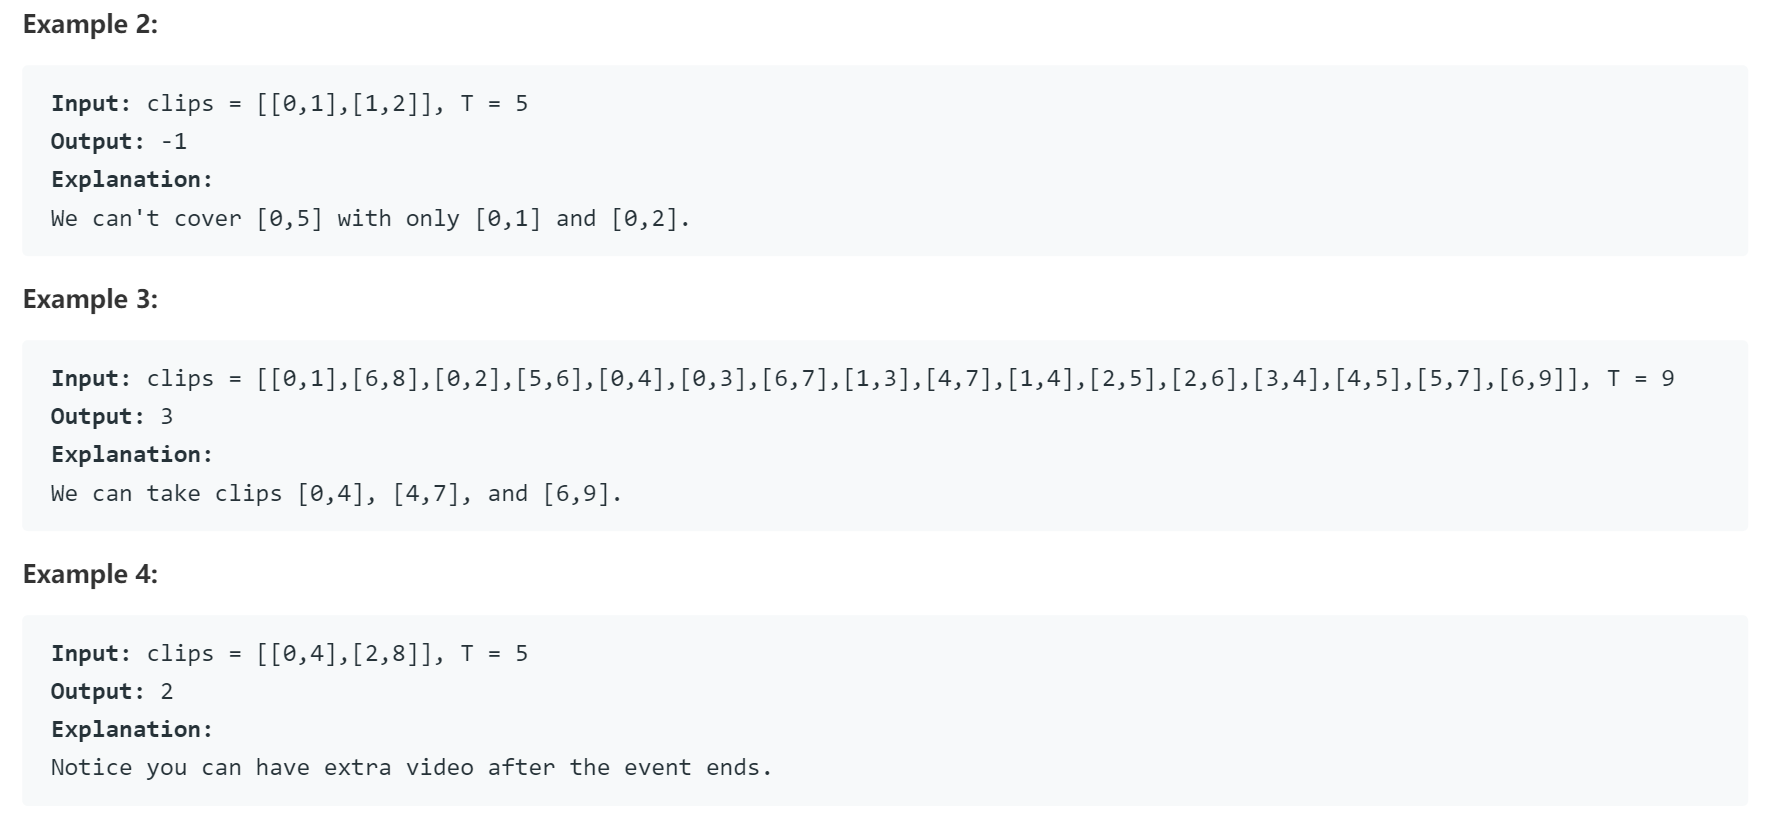 Example 2:
Input: clips = [[0,1],[1,2]], T = 5
Output: -1
Explanation:
We can't cover [0,5] with only [0,1] and [0,2].
Example 3:
Input: clips = [[0,1],[6,8],[0,2],[5,6],[0,4],[0,3],[6,7],[1,3],[4,7],[1,4],[2,5],[2,6],[3,4],[4,5],[5,7],[6,9]], T = 9
Output: 3
Explanation:
We can take clips [0,4], [4,7], and [6,9].
Example 4:
Input: clips = [[0,4],[2,8]], T = 5
Output: 2
Explanation:
Notice you can have extra video after the event ends.